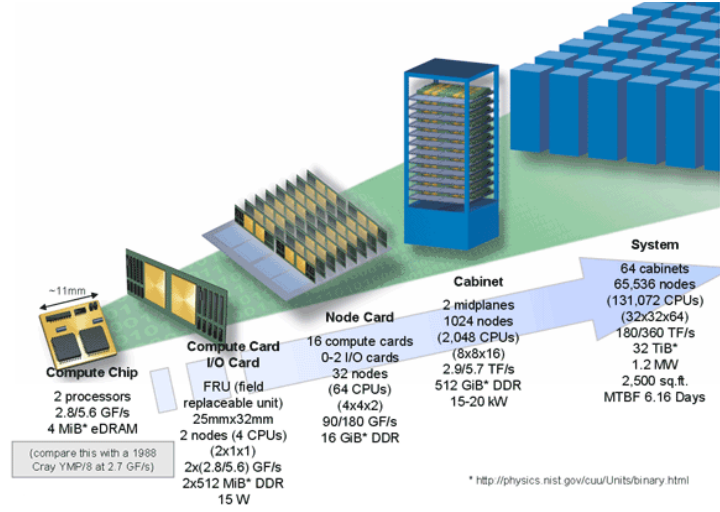 ~11mm
Compute Chip
2 processors
2.8/5.6 GF/s
4 MiB* eDRAM
(compare this with a 1988
Cray YMP/8 at 2.7 GF/s)
Compute Card
I/O Card
FRU (field
replaceable unit)
25mmx32mm
2 nodes (4 CPUs)
(2x1x1)
2x(2.8/5.6) GF/s
2x512 MiB* DDR
15 W
Node Card
16 compute cards
0-2 I/O cards
32 nodes
(64 CPUs)
(4x4x2)
90/180 GF/s
16 GiB* DDR
Cabinet
2 midplanes
1024 nodes
(2,048 CPUs)
(8x8x16)
2.9/5.7 TF/s
512 GiB* DDR
15-20 kW
System
64 cabinets
65,536 nodes
(131,072 CPUs)
(32x32x64)
180/360 TF/s
32 TiB*
1.2 MW
2,500 sq.ft.
MTBF 6.16 Days
* http://physics.nist.gov/cuu/Units/binary.html